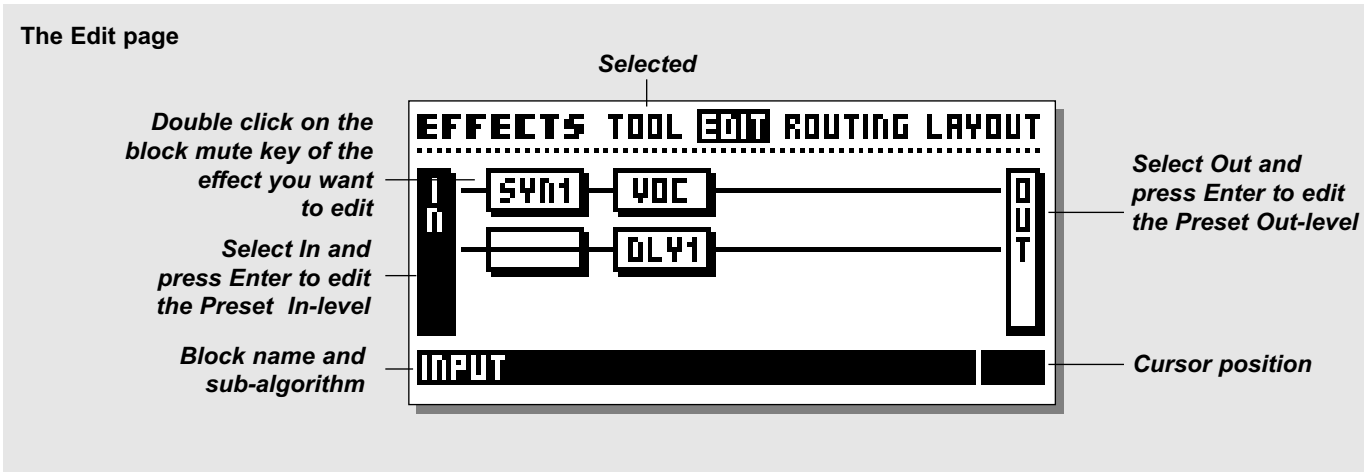 The Edit page
Selected
Double click on the
block mute key of the
effect you want
to edit
Select In and
press Enter to edit
the Preset In-level
Block name and
sub-algorithm
EFFECTS TOOL EDIT ROUTING LAYOUT
IN
SYN1 VOC
DLY1
OUT
INPUT
Select Out and
press Enter to edit
the Preset Out-level
Cursor position